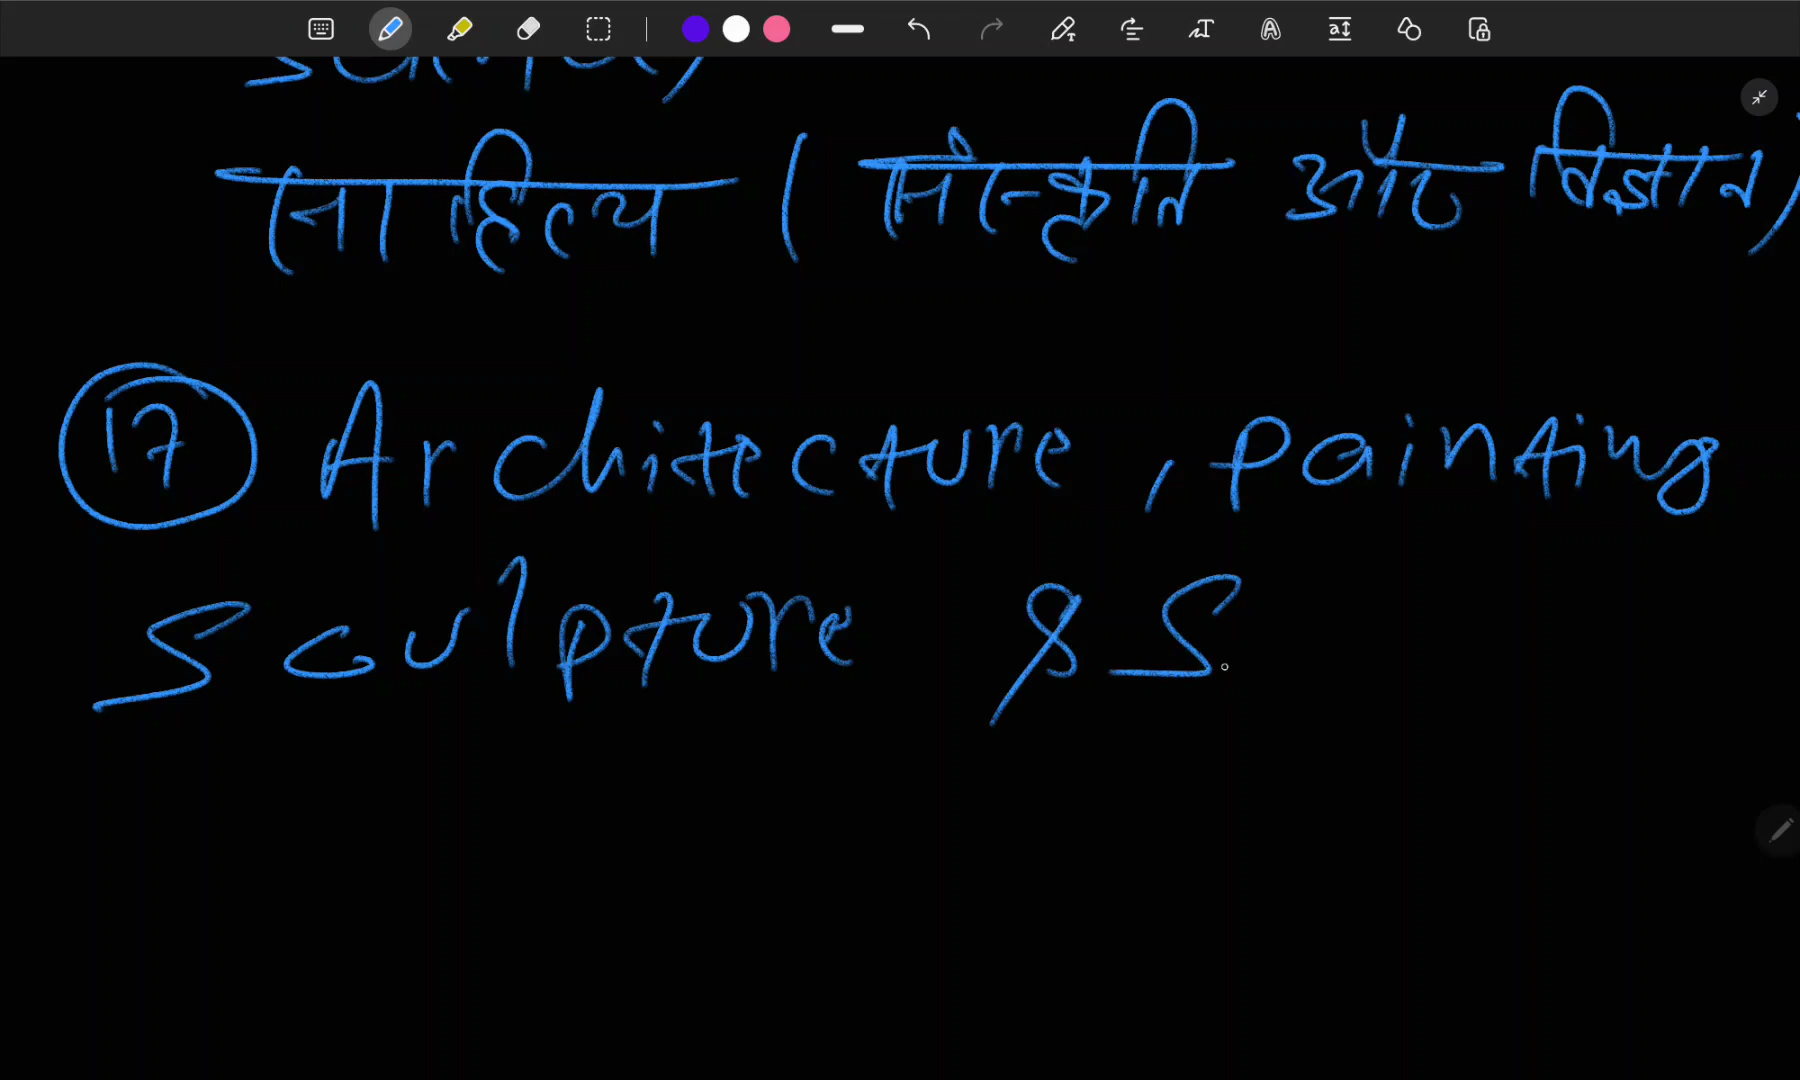 साहित्य ( संस्कृति और विज्ञान)
17 Architecture, painting
Sculpture & S